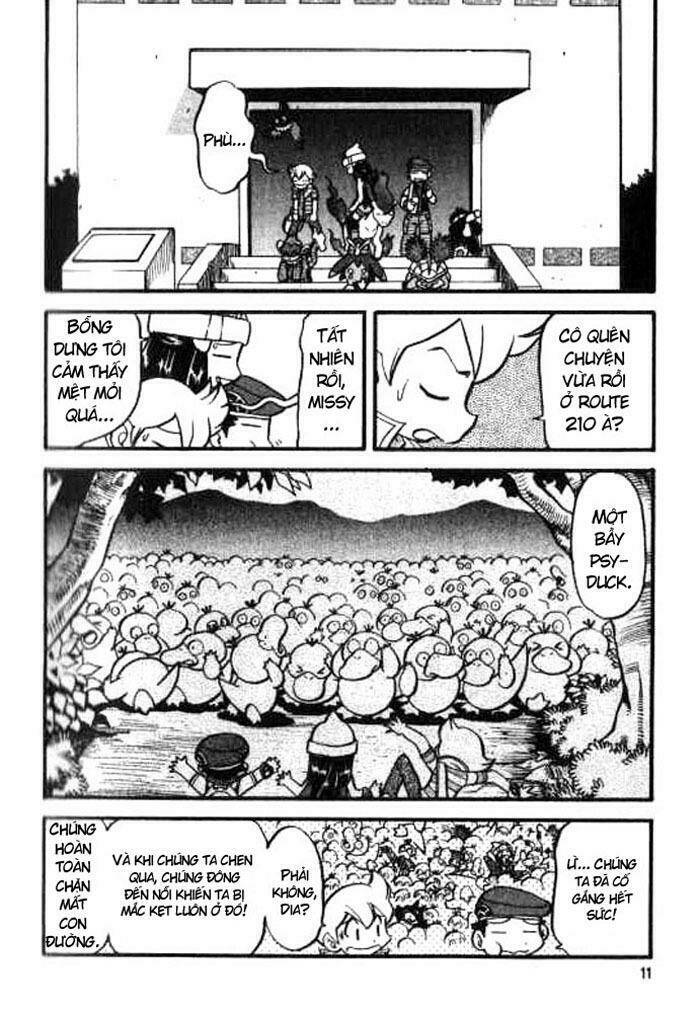 PHÙ...
CÔ QUÊN
CHUYỆN
VỪA RỒI
Ở ROUTE
210 À?
TẤT
NHIÊN
RỒI,
MISSY
...
BỖNG
DƯNG TÔI
CẢM THẤY
MỆT MỎI
QUÁ...
MỘT
BẦY
PSY-
DUCK.
Ừ... CHÚNG
TA ĐÃ CỐ
GẮNG HẾT
SỨC!
PHẢI
KHÔNG,
DIA?
VÀ KHI CHÚNG TA CHEN
QUA, CHÚNG ĐÔNG
ĐẾN NỖI KHIẾN TA BỊ
MẮC KẸT LUÔN Ở ĐÓ!
CHÚNG
HOÀN
TOÀN
CHẶN
MẤT
CON
ĐƯỜNG.
11